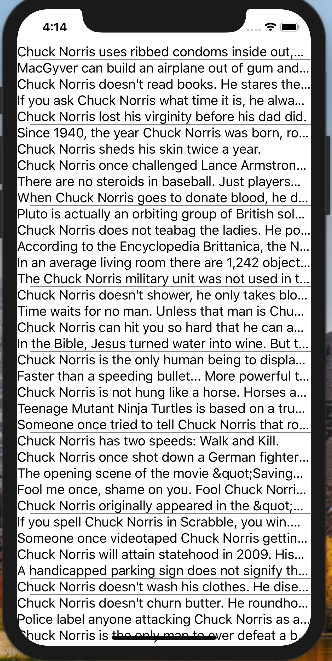 4:14
Chuck Norris uses ribbed condoms inside out,...
MacGyver can build an airplane out of gum and...
Chuck Norris doesn't read books. He stares the...
If you ask Chuck Norris what time it is, he alwa...
Chuck Norris lost his virginity before his dad did.
Since 1940, the year Chuck Norris was born, ro...
Chuck Norris sheds his skin twice a year.
Chuck Norris once challenged Lance Armstron...
There are no steroids in baseball. Just players...
When Chuck Norris goes to donate blood, he d...
Pluto is actually an orbiting group of British sol...
Chuck Norris does not teabag the ladies. He po...
According to the Encyclopedia Brittanica, the N...
In an average living room there are 1,242 object...
The Chuck Norris military unit was not used in t...
Chuck Norris doesn't shower, he only takes blo...
Time waits for no man. Unless that man is Chu...
Chuck Norris can hit you so hard that he can a...
In the Bible, Jesus turned water into wine. But t...
Chuck Norris is the only human being to displa...
Faster than a speeding bullet... More powerful t...
Chuck Norris is not hung like a horse. Horses a...
Teenage Mutant Ninja Turtles is based on a tru...
Someone once tried to tell Chuck Norris that ro...
Chuck Norris has two speeds: Walk and Kill.
Chuck Norris once shot down a German fighter...
The opening scene of the movie &quot;Saving...
Fool me once, shame on you. Fool Chuck Norri...
Chuck Norris originally appeared in the &quot;...
If you spell Chuck Norris in Scrabble, you win....
Someone once videotaped Chuck Norris gettin...
Chuck Norris will attain statehood in 2009. His...
A handicapped parking sign does not signify th...
Chuck Norris doesn't wash his clothes. He dise...
Chuck Norris doesn't churn butter. He roundho...
Police label anyone attacking Chuck Norris as a...
Chuck Norris is the only man to ever defeat a b...